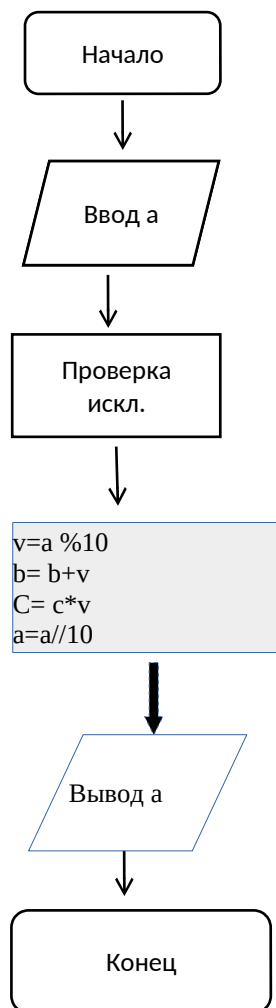 Начало
Ввод a
Проверка
искл.
v=a %10
b= b+v
C= c*v
a=a//10
Вывод a
Конец